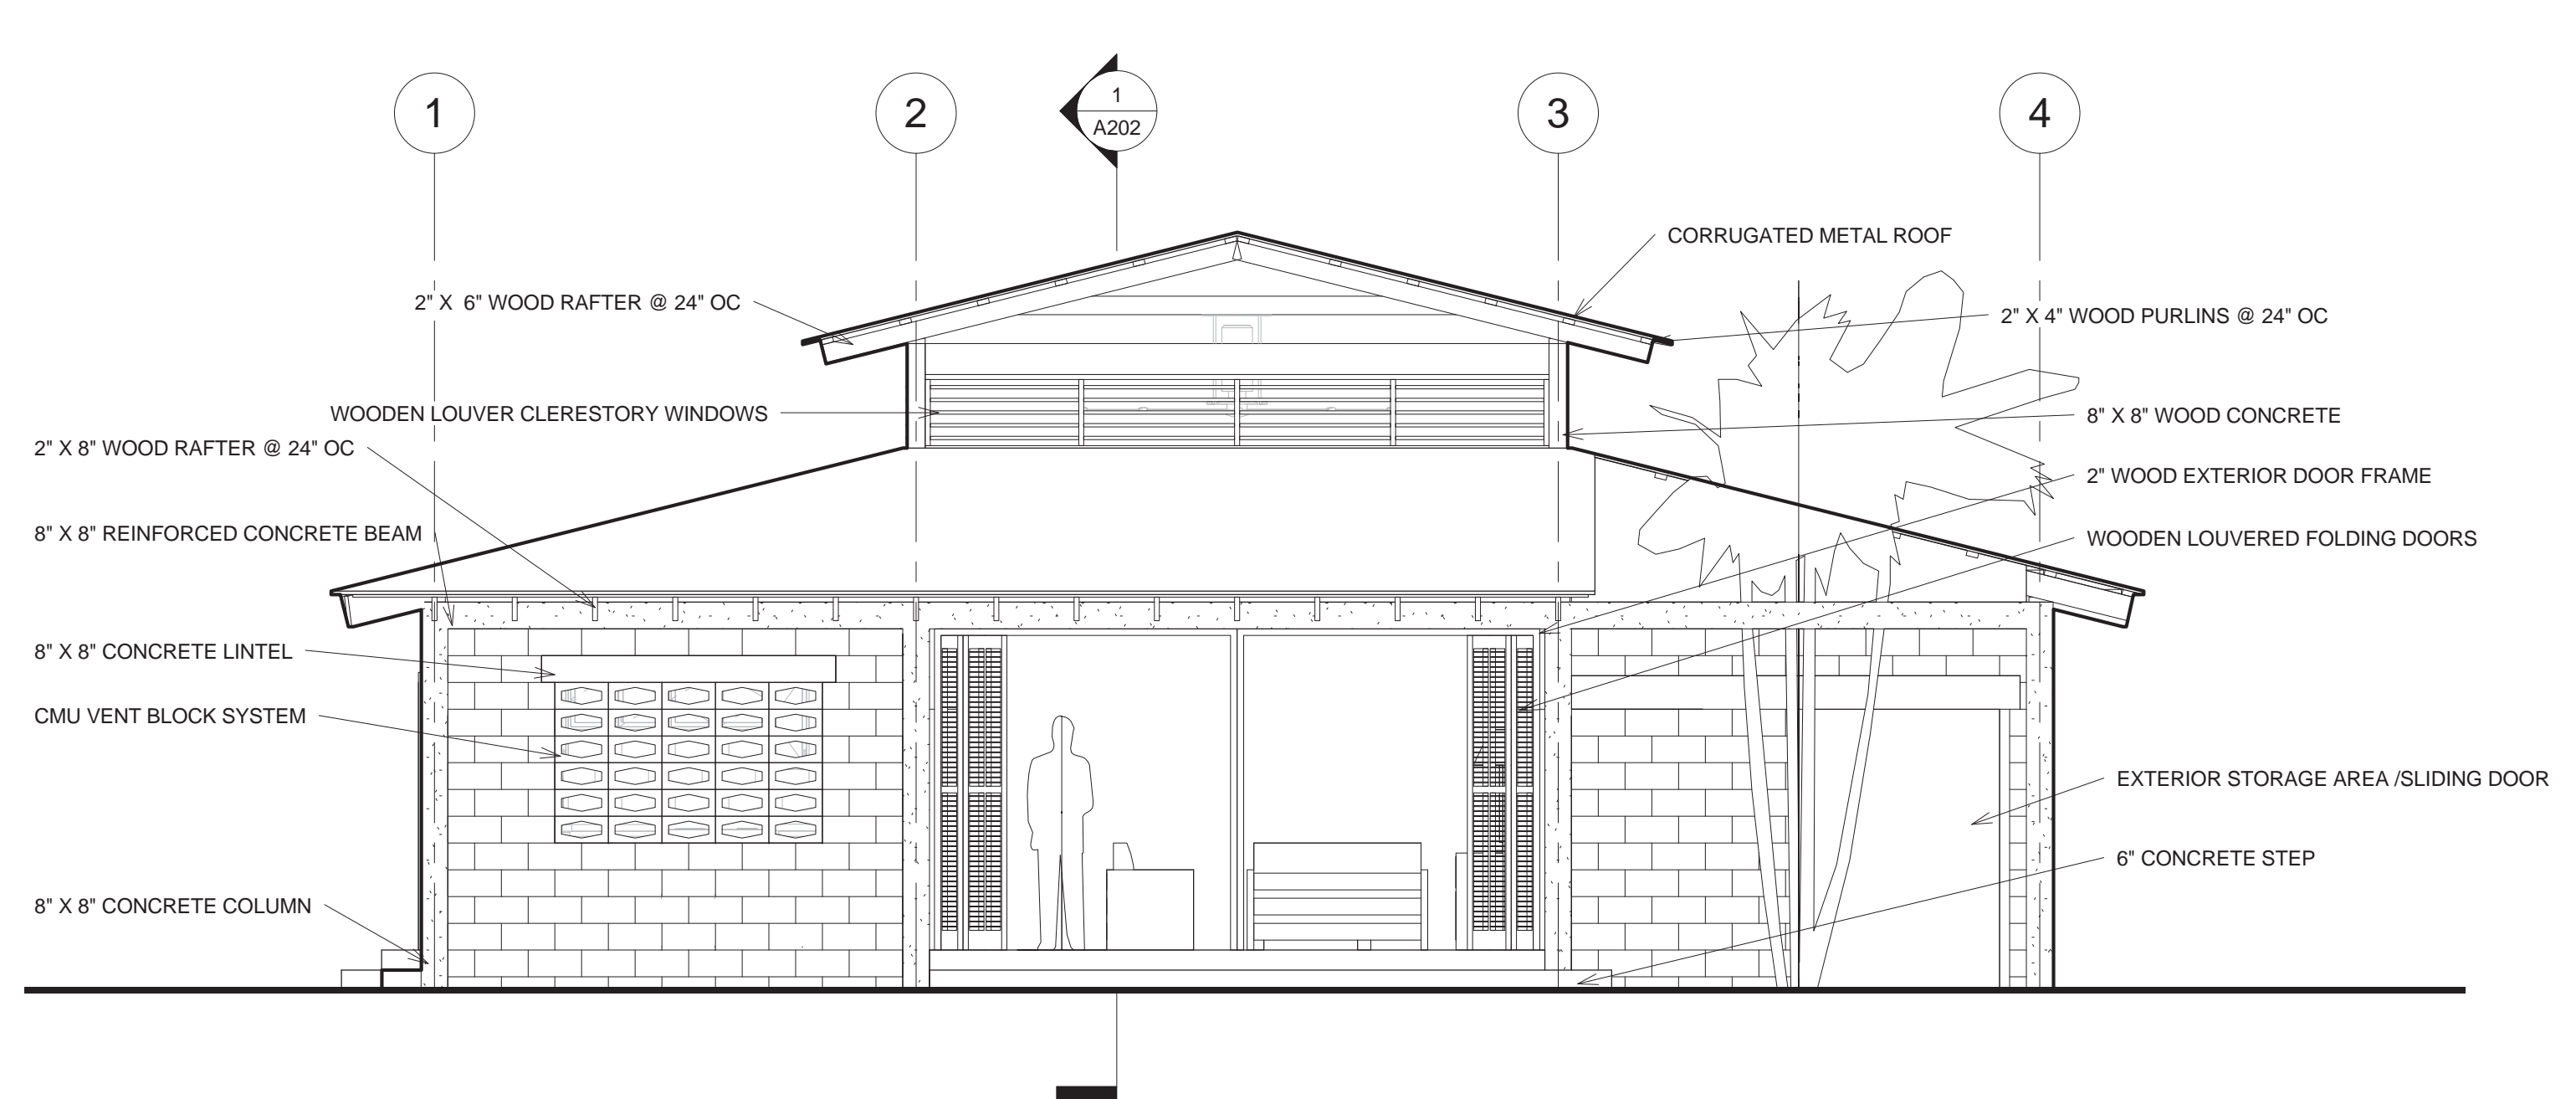 1
2
1
A202
3
4
CORRUGATED METAL ROOF
2" X 6" WOOD RAFTER @ 24" OC
2" X 4" WOOD PURLINS @ 24" OC
WOODEN LOUVER CLERESTORY WINDOWS
8" X 8" WOOD CONCRETE
2" X 8" WOOD RAFTER @ 24" OC
2" WOOD EXTERIOR DOOR FRAME
8" X 8" REINFORCED CONCRETE BEAM
WOODEN LOUVERED FOLDING DOORS
8" X 8" CONCRETE LINTEL
CMU VENT BLOCK SYSTEM
EXTERIOR STORAGE AREA /SLIDING DOOR
6" CONCRETE STEP
8" X 8" CONCRETE COLUMN